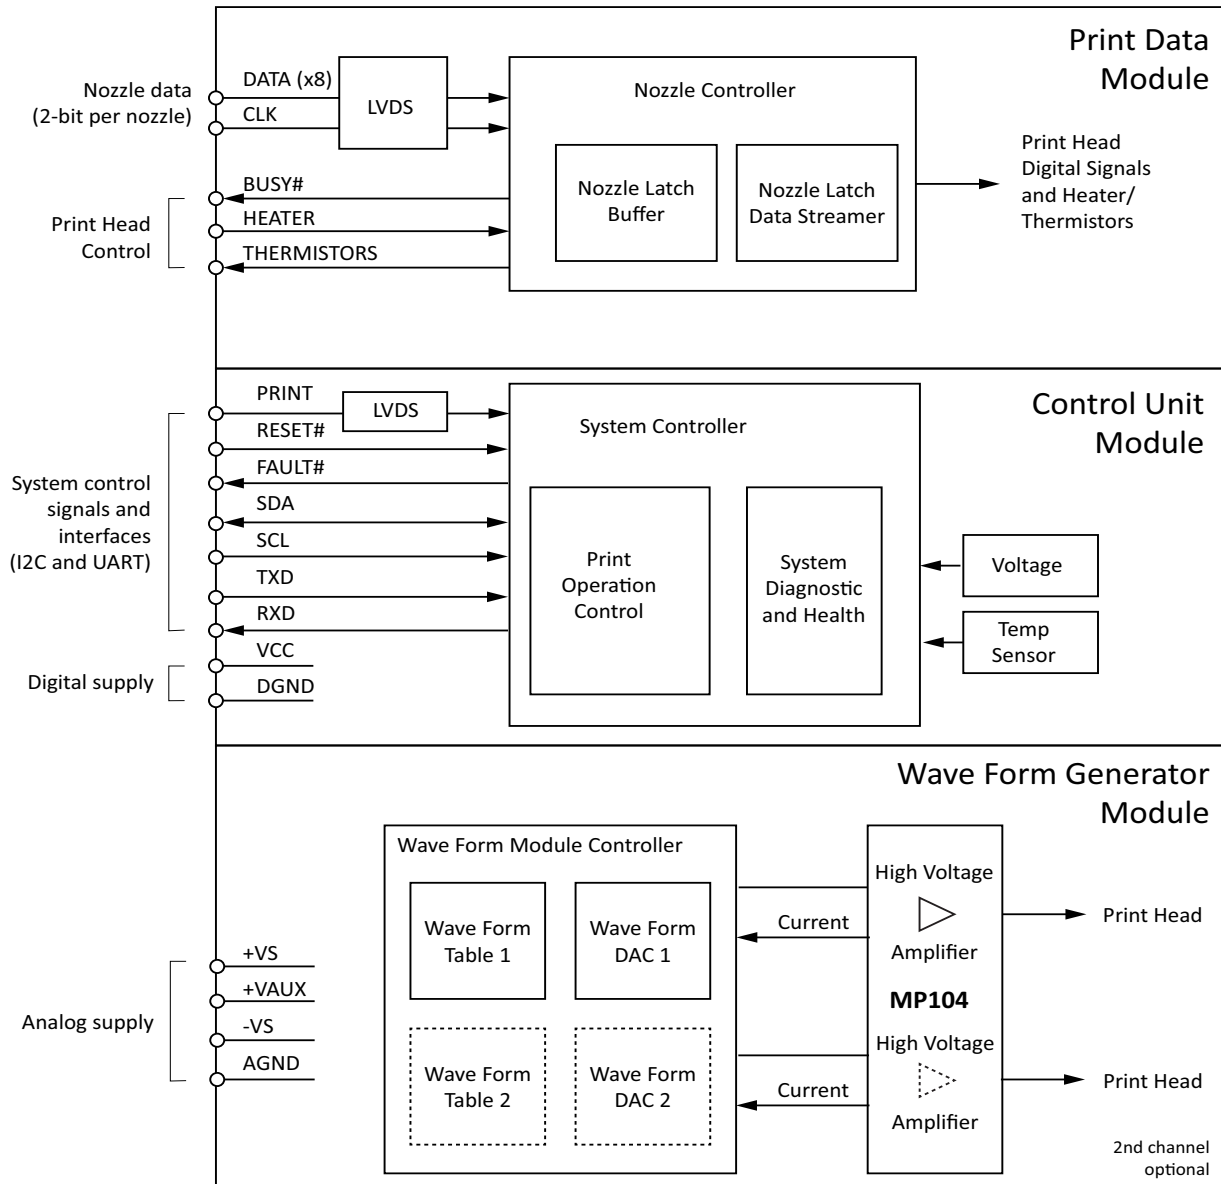 Print Data
Module
Nozzle data
(2-bit per nozzle)
DATA (x8)
CLK
LVDS
Nozzle Controller
Nozzle Latch
Buffer
Nozzle Latch
Data Streamer
Print Head
Digital Signals
and Heater/
Thermistors
Print Head
Control
BUSY#
HEATER
THERMISTORS
Control Unit
Module
System control
signals and
interfaces
(I2C and UART)
PRINT
LVDS
RESET#
FAULT#
SDA
SCL
TXD
RXD
System Controller
Print
Operation
Control
System
Diagnostic
and Health
Voltage
Temp
Sensor
Digital supply
VCC
DGND
Wave Form Generator
Module
Wave Form Module Controller
Wave Form
Table 1
Wave Form
DAC 1
Wave Form
Table 2
Wave Form
DAC 2
Current
Current
High Voltage
Amplifier
MP104
High Voltage
Amplifier
Print Head
Print Head
Analog supply
+VS
+VAUX
-VS
AGND
2nd channel
optional